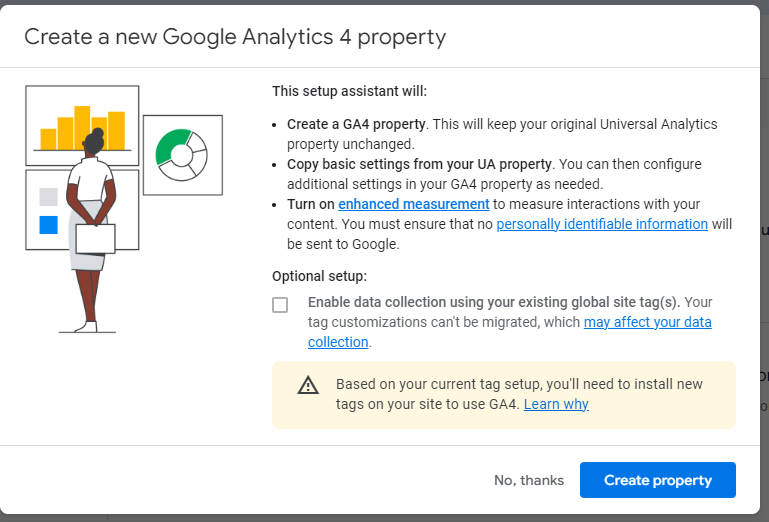 Create a new Google Analytics 4 property
This setup assistant will:
• Create a GA4 property. This will keep your original Universal Analytics
property unchanged.
• Copy basic settings from your UA property. You can then configure
additional settings in your GA4 property as needed.
• Turn on enhanced measurement to measure interactions with your
content. You must ensure that no personally identifiable information will
be sent to Google.
Optional setup:
Enable data collection using your existing global site tag(s). Your
tag customizations can't be migrated, which may affect your data
collection.
Based on your current tag setup, you'll need to install new
tags on your site to use GA4. Learn why
No, thanks
Create property